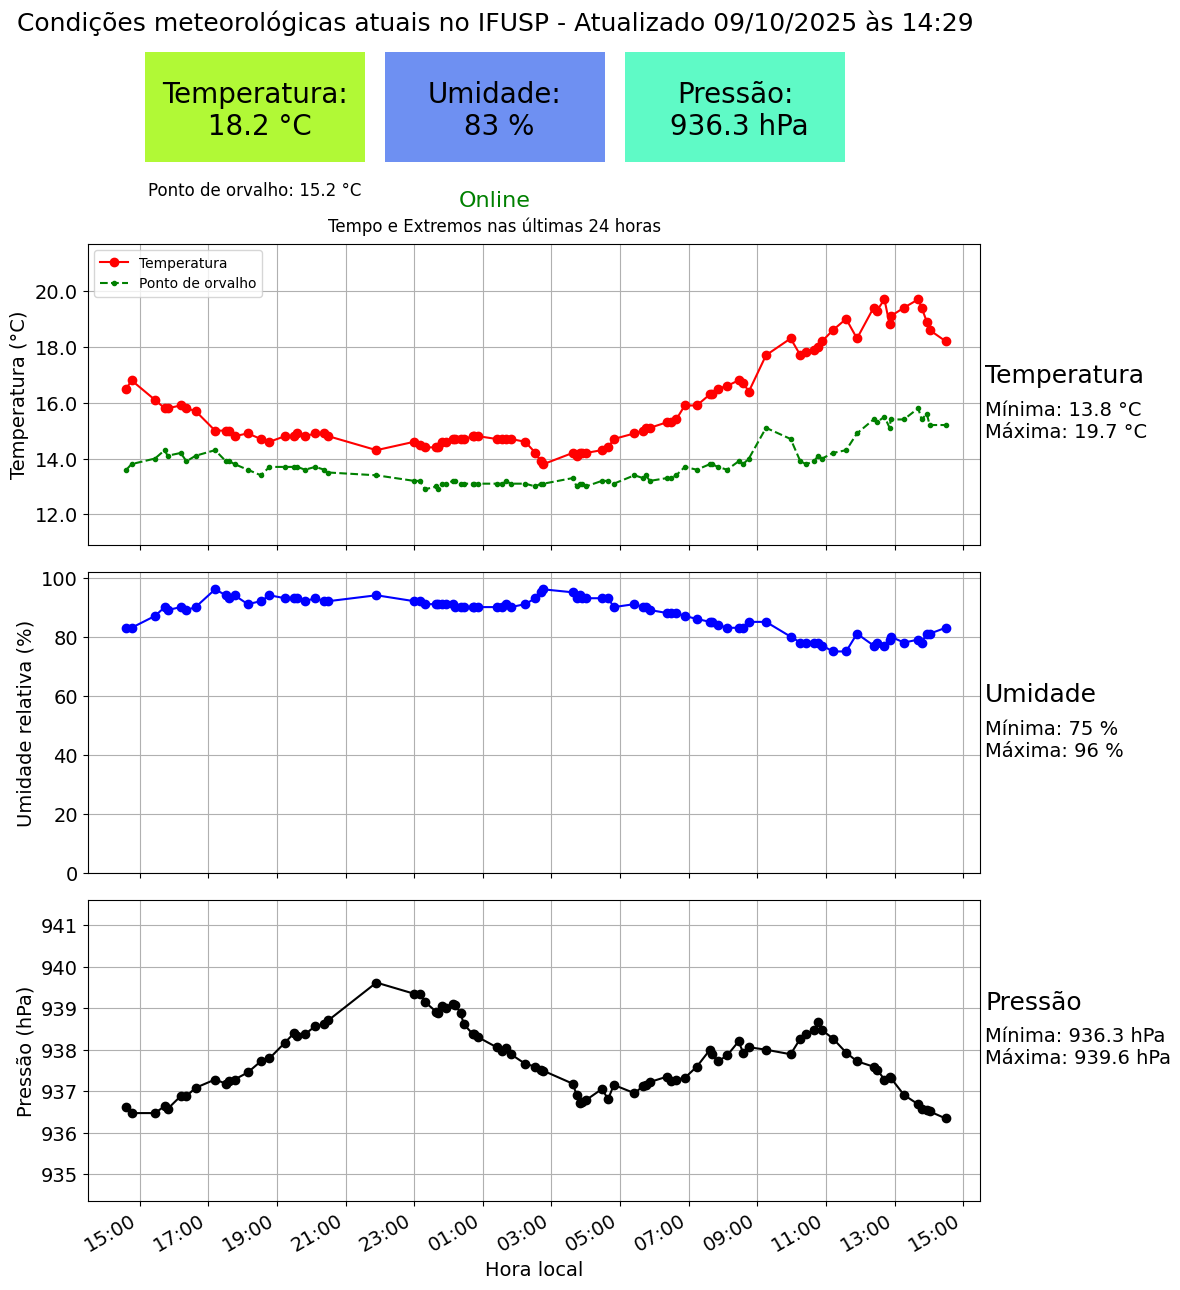 Condições meteorológicas atuais no IFUSP - Atualizado 09/10/2025 às 14:29
Temperatura:
18.2 °C
Umidade:
83 %
Pressão:
936.3 hPa
Ponto de orvalho: 15.2 °C
Online
Tempo e Extremos nas últimas 24 horas
Temperatura
Ponto de orvalho
Temperatura (°C)
20.0
18.0
16.0
14.0
12.0
Temperatura
Mínima: 13.8 °C
Máxima: 19.7 °C
Umidade relativa (%)
100
80
60
40
20
0
Umidade
Mínima: 75 %
Máxima: 96 %
Pressão (hPa)
941
940
939
938
937
936
935
Pressão
Mínima: 936.3 hPa
Máxima: 939.6 hPa
15:00 17:00 19:00 21:00 23:00 01:00 03:00 05:00 07:00 09:00 11:00 13:00 15:00
Hora local